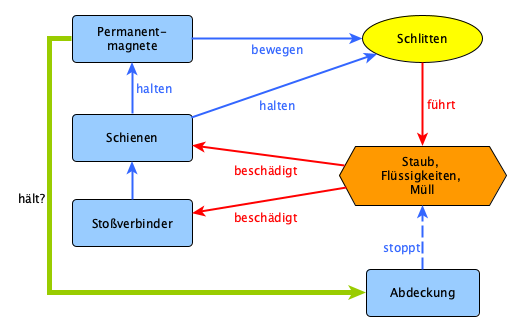 Permanent-
magnete
Schlitten
bewegen
halten
halten
führt
Schienen
Staub,
Flüssigkeiten,
Müll
beschädigt
hält?
Stoßverbinder
beschädigt
stoppt
Abdeckung